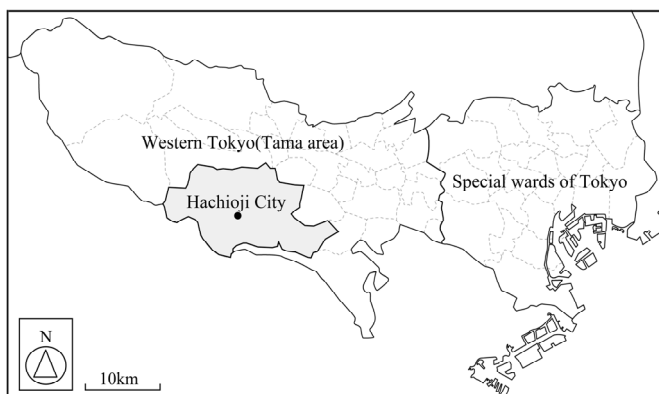 Western Tokyo(Tama area)
Special wards of Tokyo
Hachioji City
N
10km